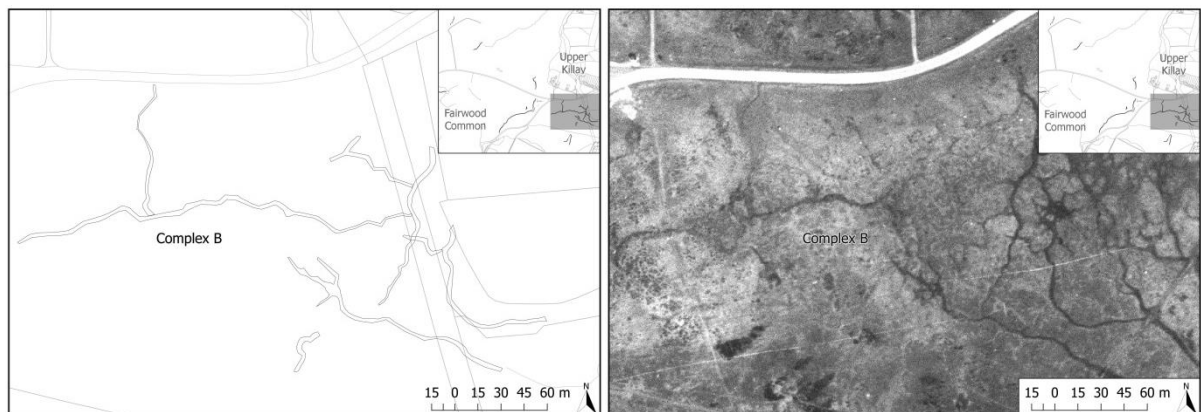 Upper
Killay
Fairwood
Common
Complex B
15 0 15 30 45 60 m
N
Upper
Killay
Fairwood
Common
Complex B
15 0 15 30 45 60 m
N